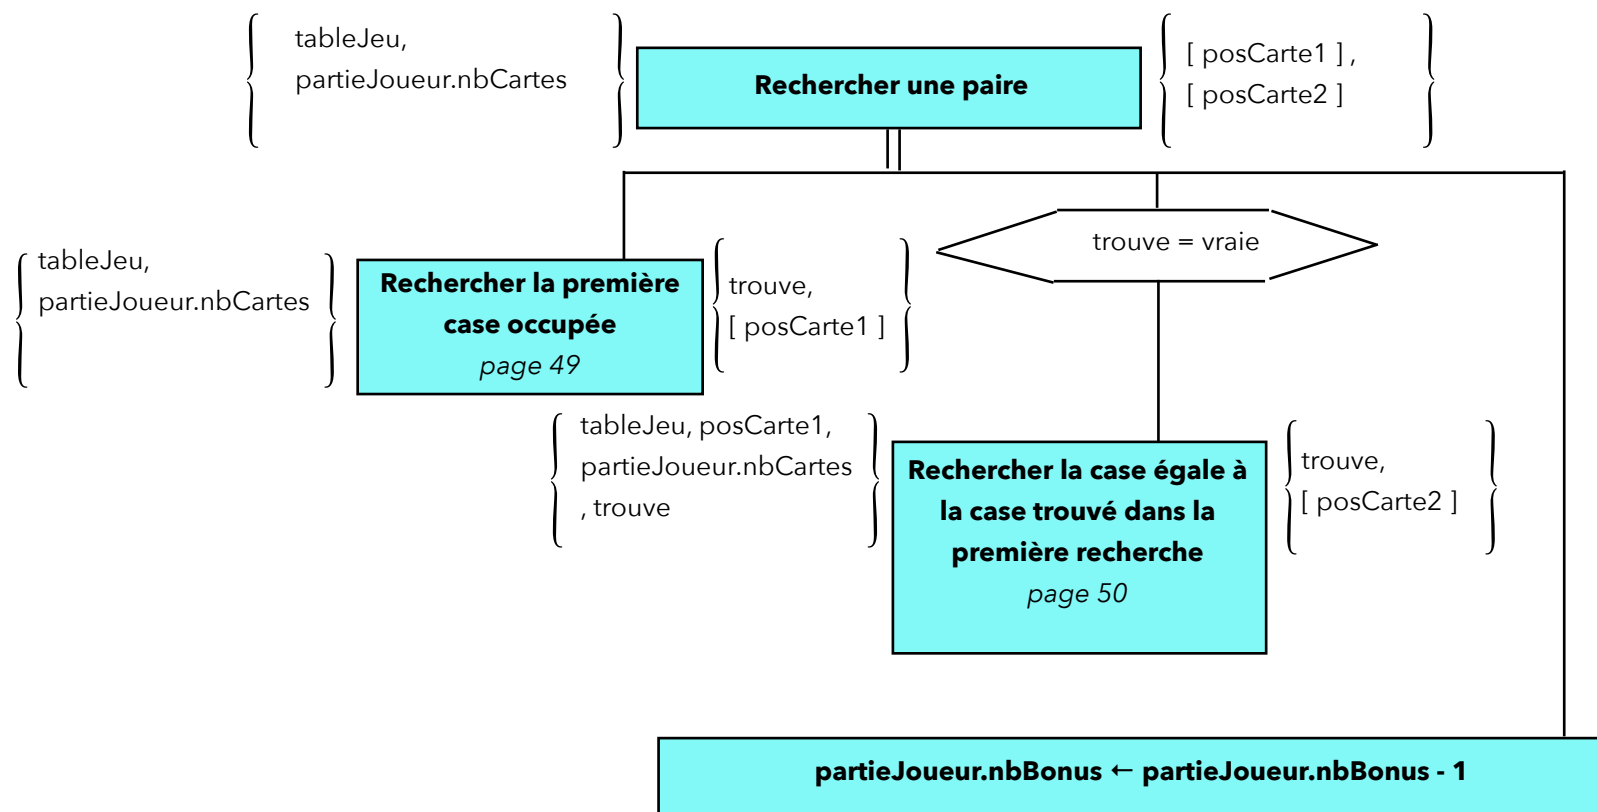 tableJeu,
partieJoueur.nbCartes
Rechercher une paire
[ posCarte1 ] ,
[ posCarte2 ]
trouve = vraie
tableJeu,
partieJoueur.nbCartes
Rechercher la première
case occupée
page 49
trouve,
[ posCarte1 ]
tableJeu, posCarte1,
partieJoueur.nbCartes
, trouve
Rechercher la case égale à
la case trouvé dans la
première recherche
page 50
trouve,
[ posCarte2 ]
partieJoueur.nbBonus ← partieJoueur.nbBonus - 1